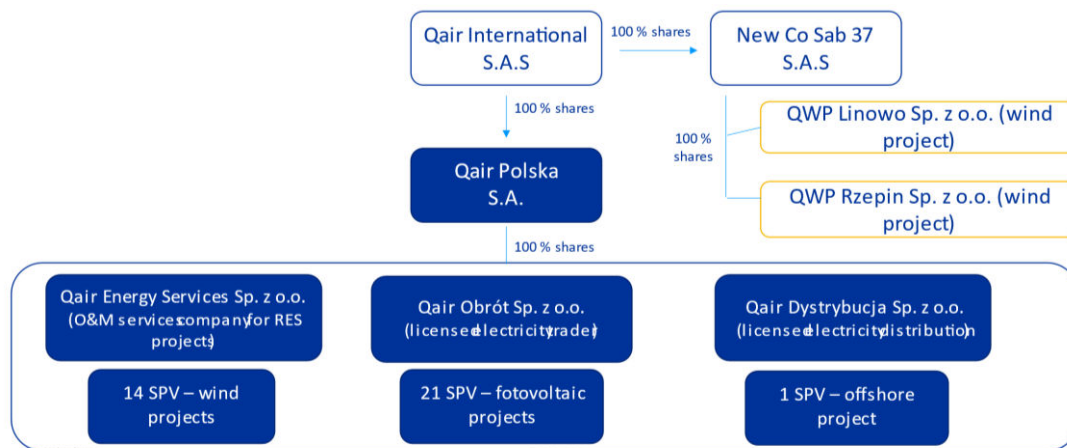 Qair International
S.A.S
100 % shares
New Co Sab 37
S.A.S
100 % shares
QWP Linowo Sp. z o.o. (wind
project)
100 %
shares
Qair Polska
S.A.
QWP Rzepin Sp. z o.o. (wind
project)
100 % shares
Qair Energy Services Sp. z o.o.
(O&M services company for RES
projects)
Qair Obrót Sp. z o.o.
(licensed electricity trader)
Qair Dystrybucja Sp. z o.o.
(licensed electricity distribution)
14 SPV – wind
projects
21 SPV – fotovoltaic
projects
1 SPV – offshore
project